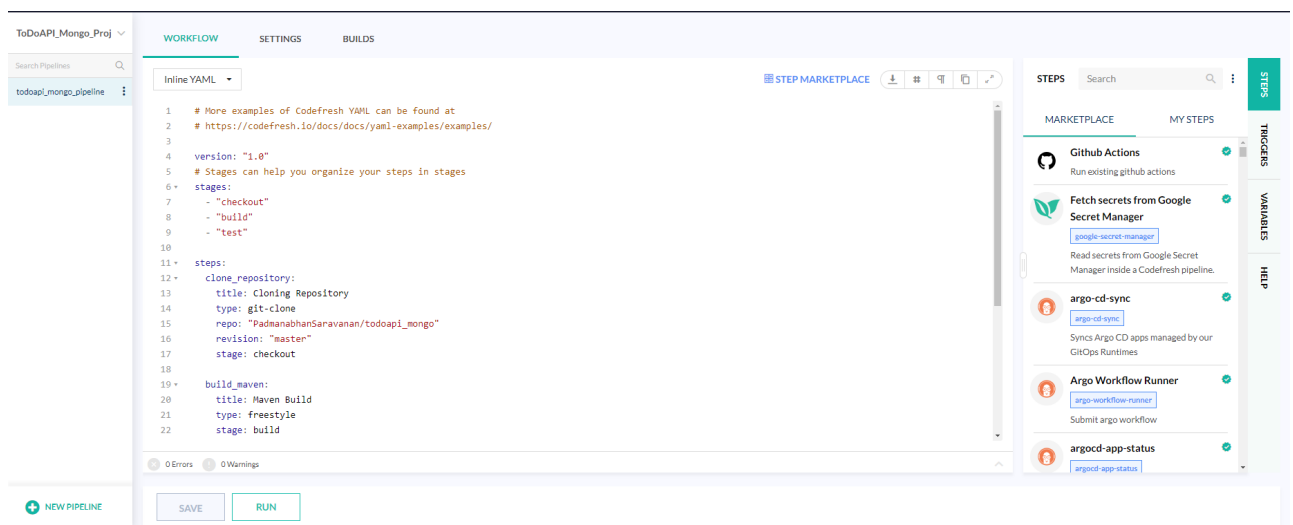 ToDoAPI_Mongo_Proj
Search Pipelines
todoapi_mongo_pipeline
NEW PIPELINE
WORKFLOW SETTINGS BUILDS
Inline YAML
STEP MARKETPLACE
1 # More examples of Codefresh YAML can be found at
2 # https://codefresh.io/docs/docs/yaml-examples/examples/
3
4 version: "1.0"
5 # Stages can help you organize your steps in stages
6 stages:
7 - "checkout"
8 - "build"
9 - "test"
10
11 steps:
12 clone_repository:
13 title: Cloning Repository
14 type: git-clone
15 repo: "PadmanabhanSaravanan/todoapi_mongo"
16 revision: "master"
17 stage: checkout
18
19 build_maven:
20 title: Maven Build
21 type: freestyle
22 stage: build
0 Errors 0 Warnings
SAVE RUN
STEPS Search
MARKETPLACE MY STEPS
Github Actions
Run existing github actions
Fetch secrets from Google
Secret Manager
google-secret-manager
Read secrets from Google Secret
Manager inside a Codefresh pipeline.
argo-cd-sync
argo-cd-sync
Syncs Argo CD apps managed by our
GitOps Runtimes
Argo Workflow Runner
argo-workflow-runner
Submit argo workflow
argocd-app-status
argocd-app-status
STEPS
TRIGGERS
VARIABLES
HELP